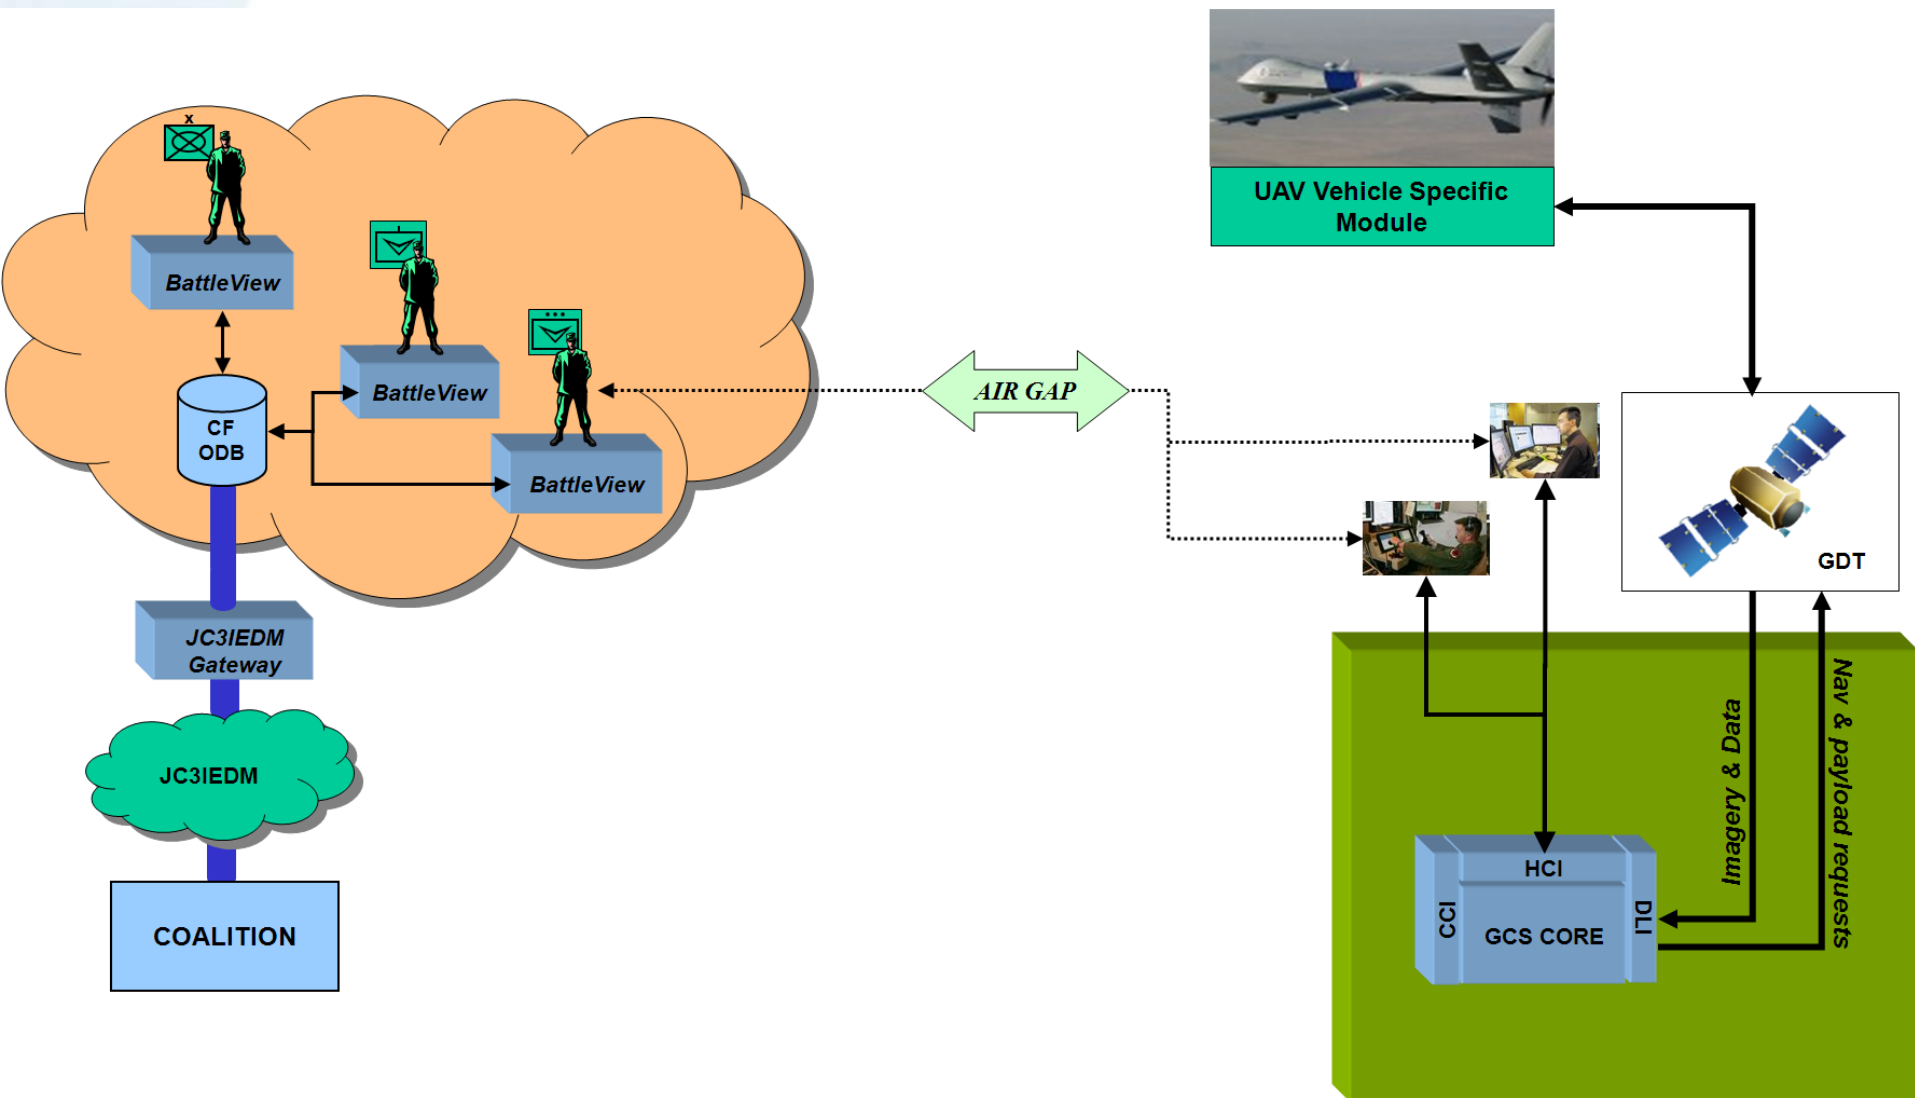 x
BattleView
BattleView
BattleView
CF
ODB
JC3IEDM
Gateway
JC3IEDM
COALITION
AIR GAP
UAV Vehicle Specific
Module
GDT
Imagery & Data
Nav & payload requests
HCI
CCI
GCS CORE
DLI